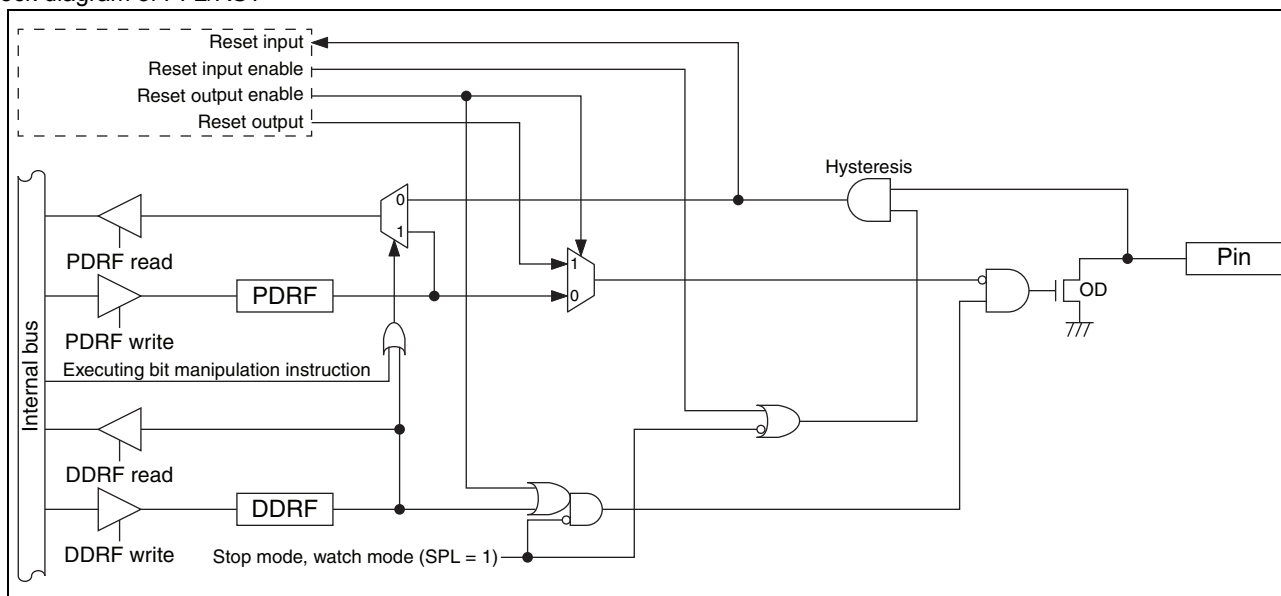 Reset input
Reset input enable
Reset output enable
Reset output
Hysteresis
0
1
PDRF read
1
Pin
PDRF
0
OD
PDRF write
Executing bit manipulation instruction
Internal bus
DDRF read
DDRF
DDRF write
Stop mode, watch mode (SPL = 1)